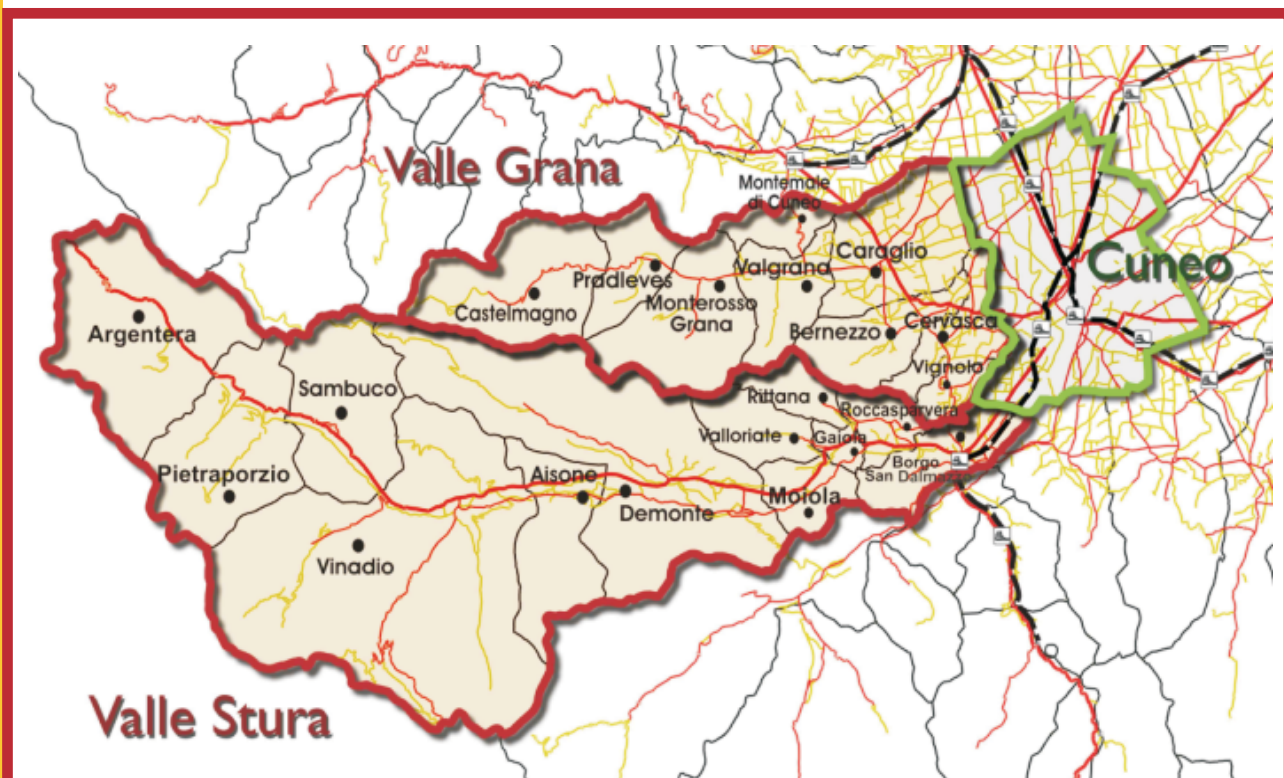 Valle Grana
Montemale
di Cuneo
Caraglio
Cuneo
Pradleves
Valgrana
Castelmagno
Monterosso
Grana
Argentera
Bernezzo
Cervasca
Vignolo
Sambuco
Rittana
Roccasparvera
Valloriate
Gaiola
Borgo
San Dalmazzo
Pietraporzio
Aisone
Moiola
Demonte
Vinadio
Valle Stura